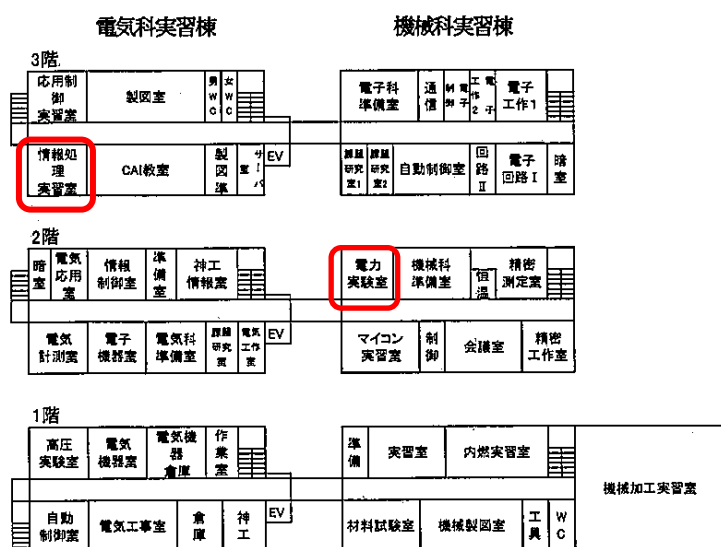 電気科実習棟 機械科実習棟
3階
応用制御実習室 製図室 男WC 女WC 電子科準備室 通信 制御 電子 電子工作2 電子工作1
情報処理実習室 CAI教室 製図準 サーバ室 EV 課題研究室1 課題研究室2 自動制御室 回路II 電子回路I 暗室
2階
暗室 電気応用室 情報制御室 準備室 神工情報室 電力実験室 機械科準備室 恒温 精密測定室
電気計測室 電子機器室 電気科準備室 課題研究室 電気工作室 EV マイコン実習室 制御 会議室 精密工作室
1階
高圧実験室 電気機器室 電気機器倉庫 作業室 準備 実習室 内燃実習室 機械加工実習室
自動制御室 電気工事室 倉庫 神工 EV 材料試験室 機械製図室 工具 WC